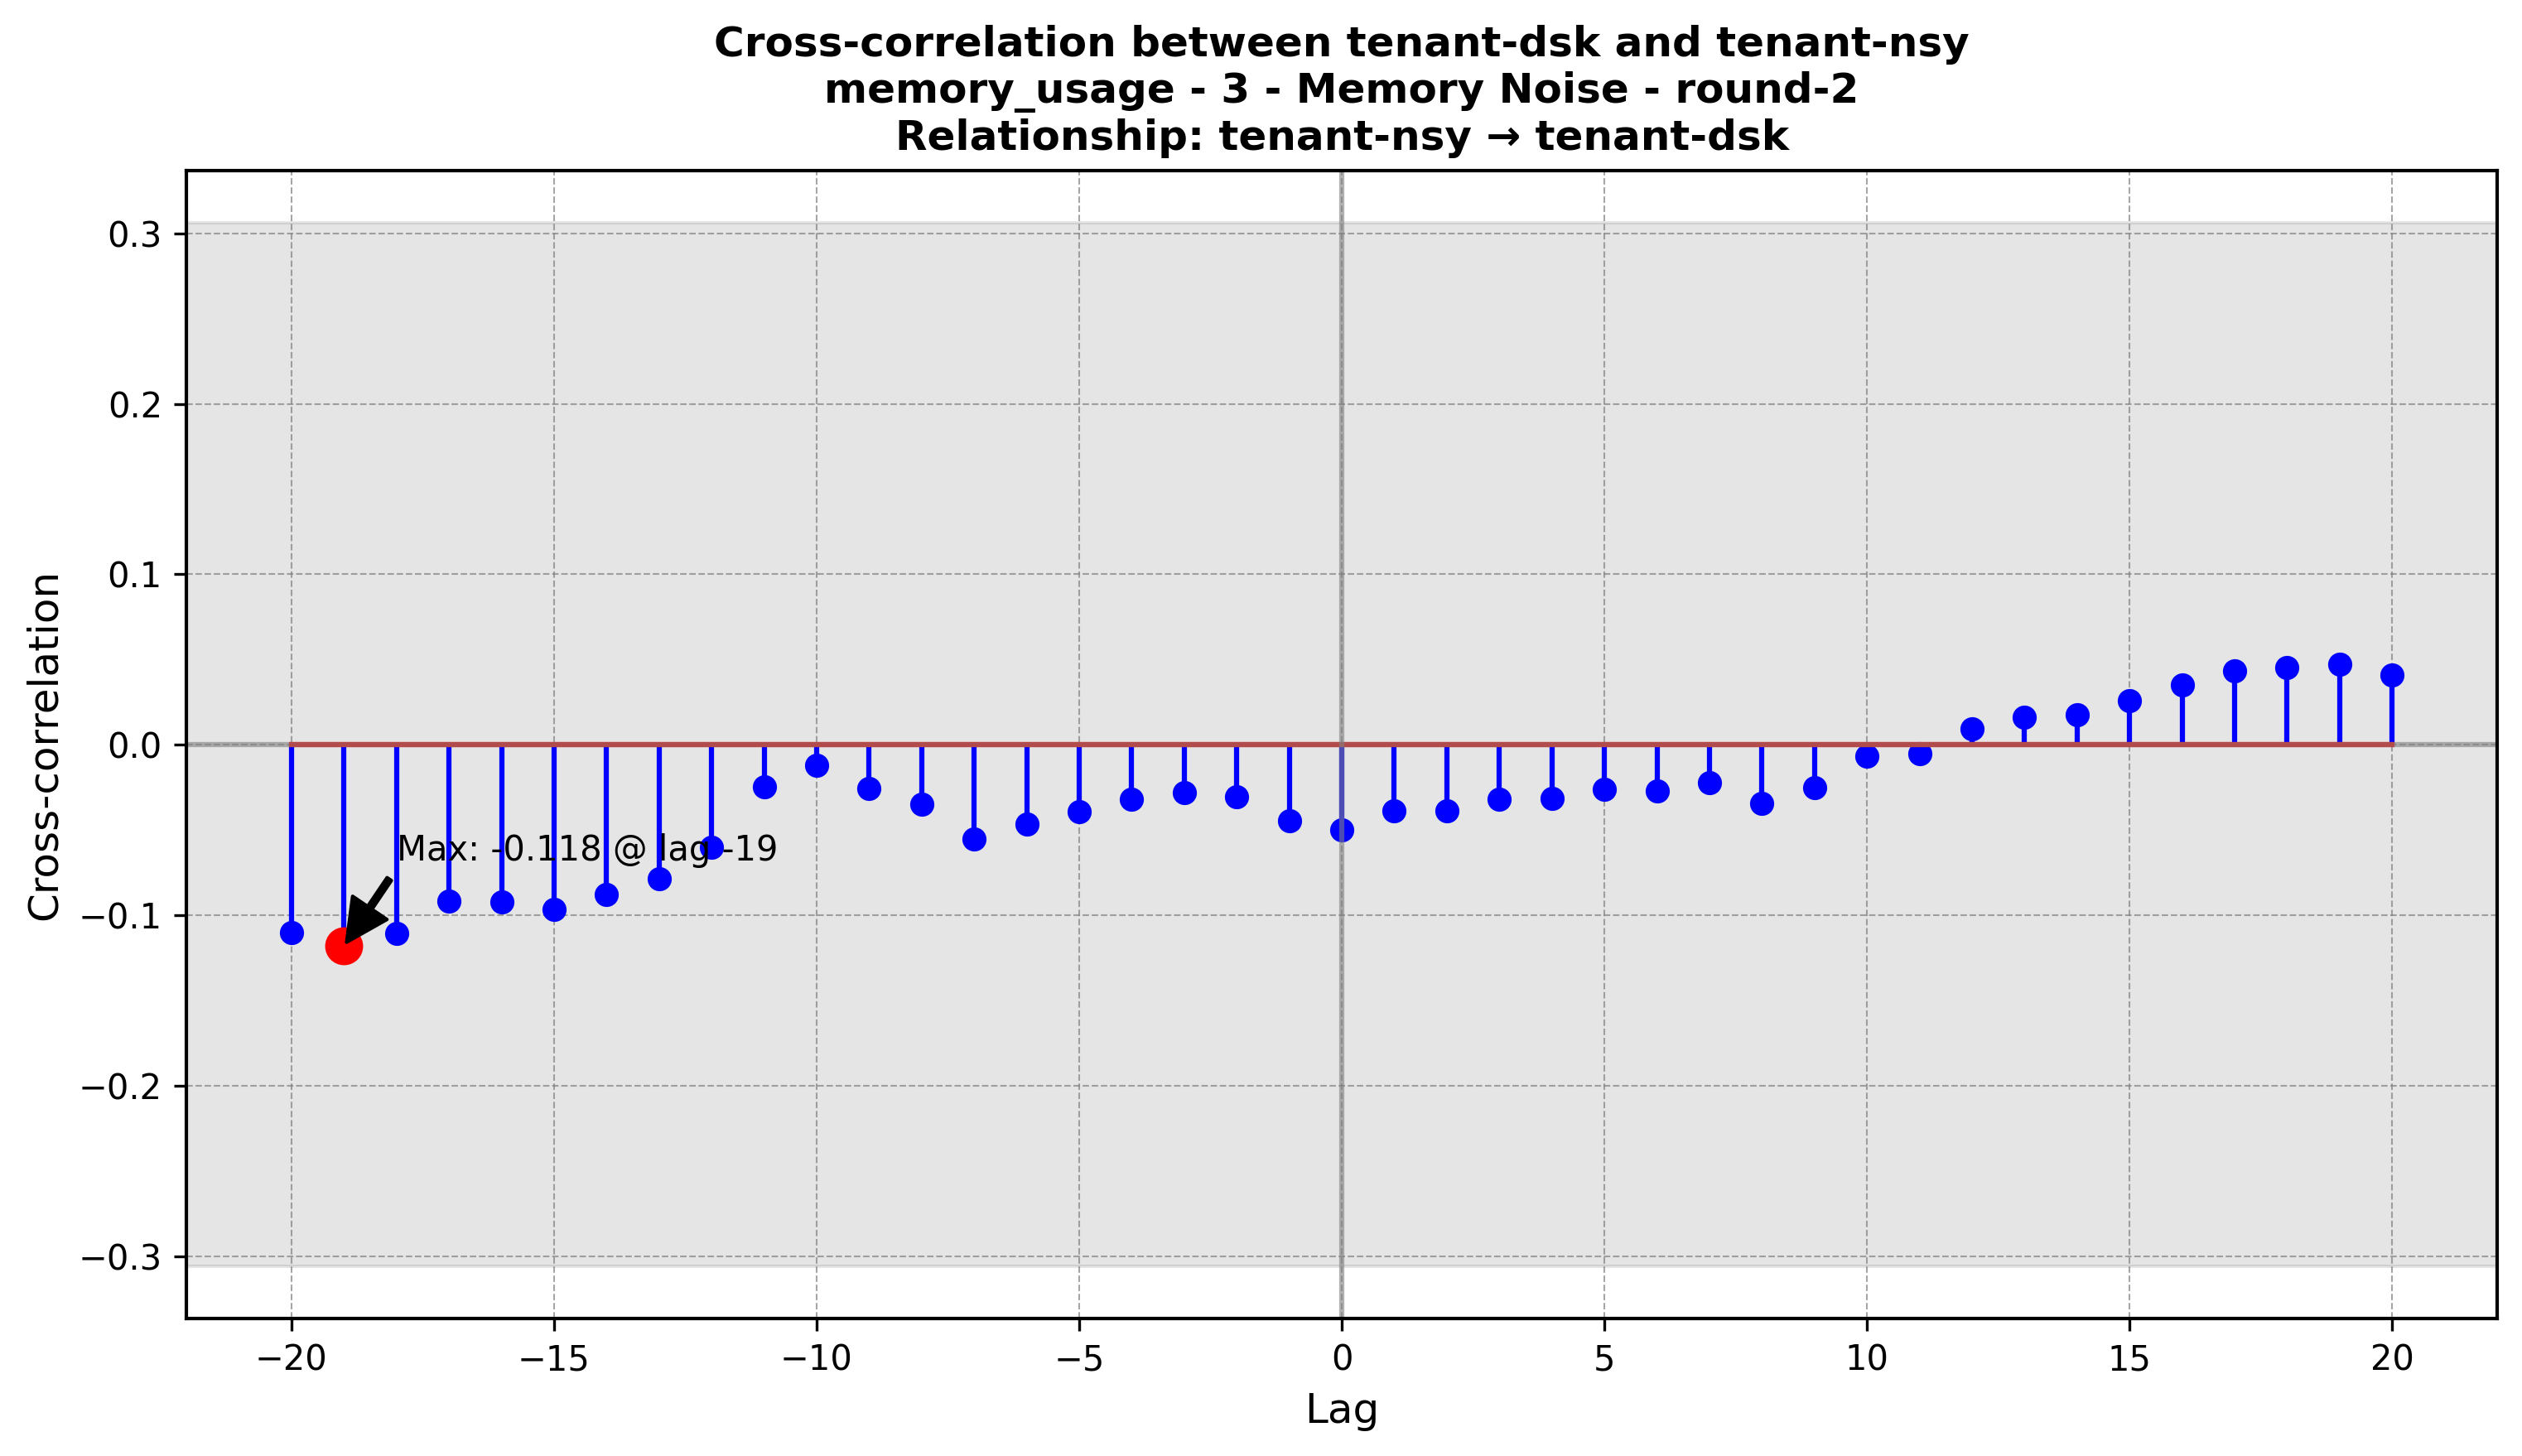 Cross-correlation between tenant-dsk and tenant-nsy
memory_usage - 3 - Memory Noise - round-2
Relationship: tenant-nsy → tenant-dsk
Cross-correlation
0.3
0.2
0.1
0.0
−0.1
−0.2
−0.3
Max: -0.118 @ lag -19
−20
−15
−10
−5
0
5
10
15
20
Lag